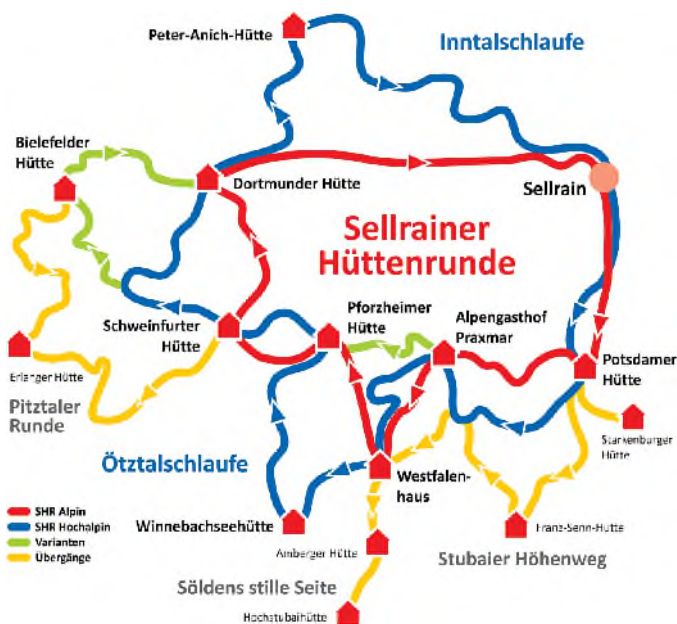 Peter-Anich-Hütte
Inntalschlaufe
Bielefelder
Hütte
Dortmunder Hütte
Sellrain
Sellrainer
Hüttenrunde
Schweinfurter
Hütte
Pforzheimer
Hütte
Alpengasthof
Praxmar
Potsdamer
Hütte
Erlanger Hütte
Pitztaler
Runde
Starkenburger
Hütte
Ötztalschlaufe
Westfalen-
haus
SHR Alpin
SHR Hochalpin
Varianten
Übergänge
Winnebachseehütte
Amberger Hütte
Franz-Senn-Hütte
Stubaier Höhenweg
Söldens stille Seite
Hochstubaihütte